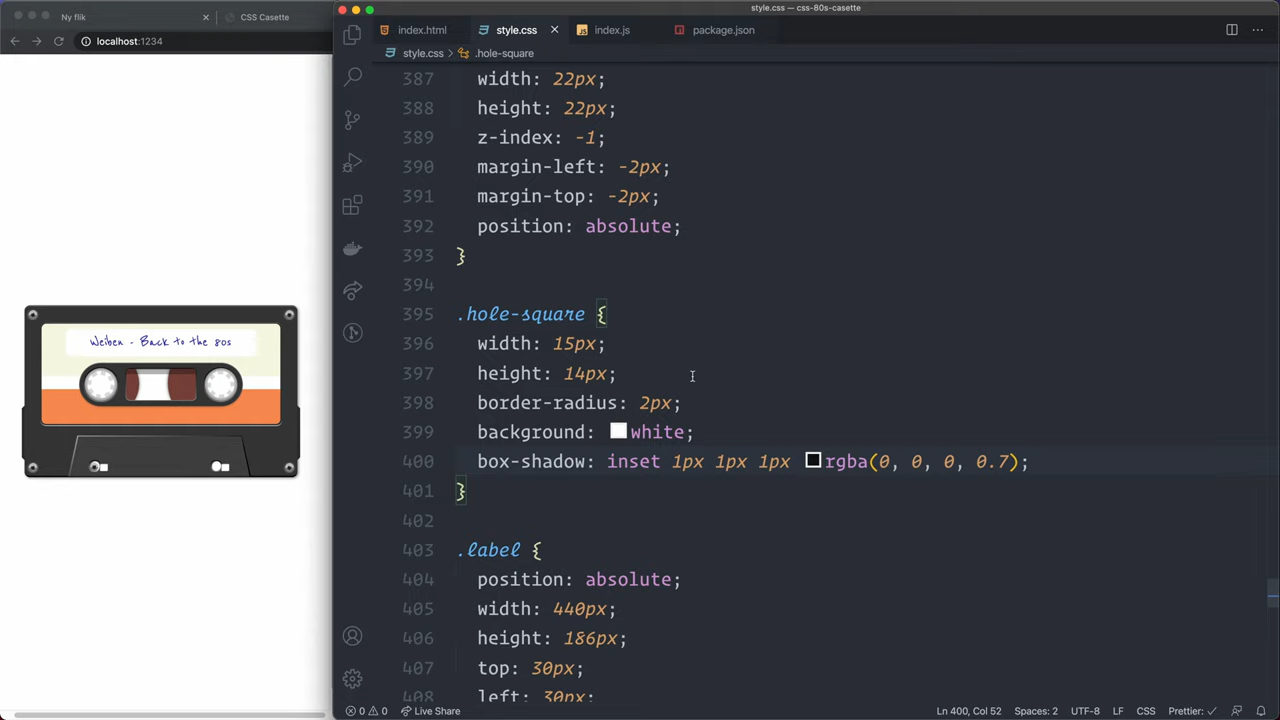 style.css — css-80s-casette
Ny flik
CSS Casette
index.html
style.css
index.js
package.json
localhost:1234
style.css > .hole-square
387 width: 22px;
388 height: 22px;
389 z-index: -1;
390 margin-left: -2px;
391 margin-top: -2px;
392 position: absolute;
393 }
394
395 .hole-square {
396 width: 15px;
397 height: 14px;
398 border-radius: 2px;
399 background: white;
400 box-shadow: inset 1px 1px 1px rgba(0, 0, 0, 0.7);
401 }
402
403 .label {
404 position: absolute;
405 width: 440px;
406 height: 186px;
407 top: 30px;
408 left: 30px;
Weiben - Back to the 80s
0 0 Live Share
Ln 400, Col 52 Spaces: 2 UTF-8 LF CSS Prettier: ✓